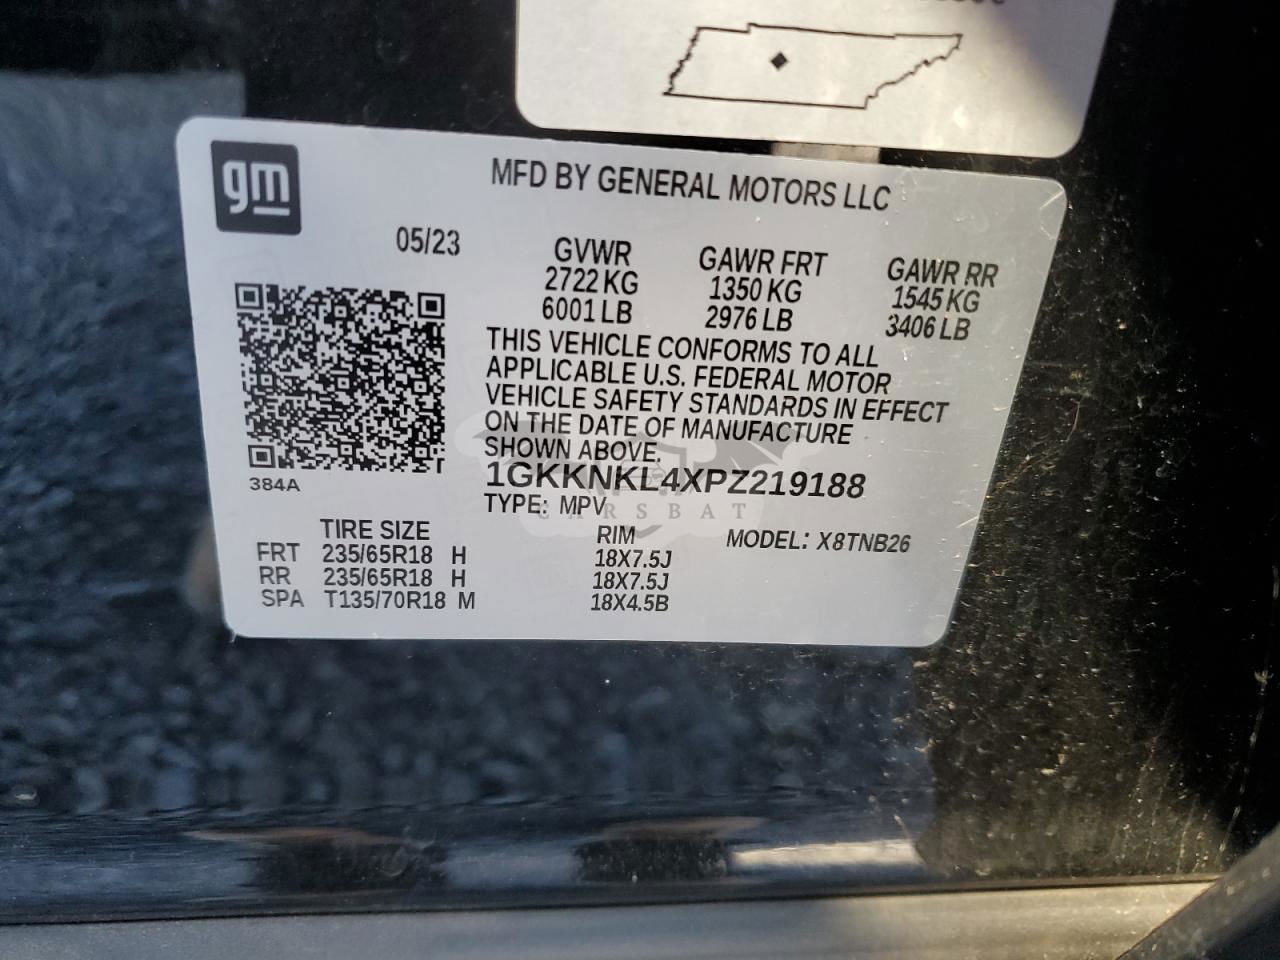 gm
MFD BY GENERAL MOTORS LLC
05/23
GVWR
2722 KG
6001 LB
GAWR FRT
1350 KG
2976 LB
GAWR RR
1545 KG
3406 LB
THIS VEHICLE CONFORMS TO ALL
APPLICABLE U.S. FEDERAL MOTOR
VEHICLE SAFETY STANDARDS IN EFFECT
ON THE DATE OF MANUFACTURE
SHOWN ABOVE.
384A
1GKKNKL4XPZ219188
TYPE: MPV
CARSBAT
MODEL: X8TNB26
TIRE SIZE
RIM
FRT 235/65R18 H 18X7.5J
RR 235/65R18 H 18X7.5J
SPA T135/70R18 M 18X4.5B